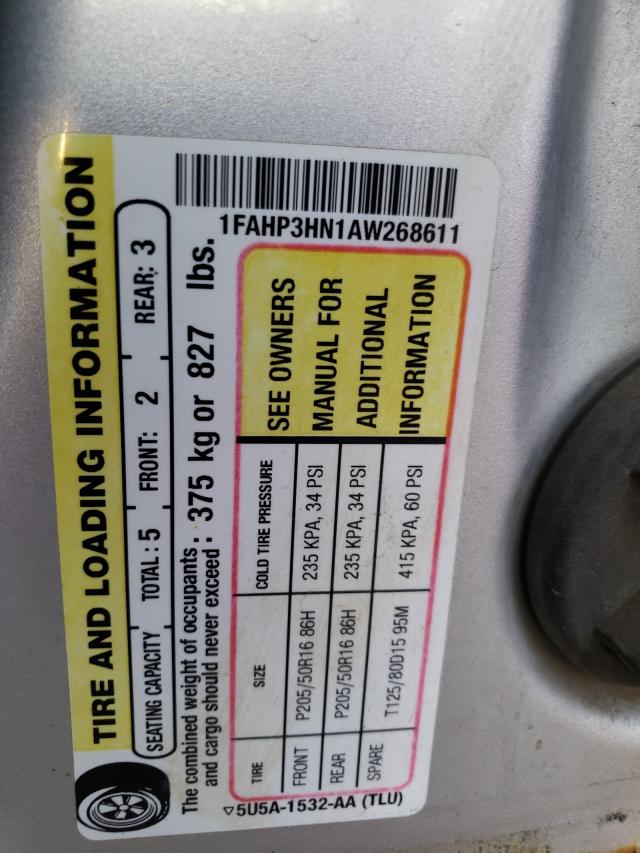 TIRE AND LOADING INFORMATION
SEATING CAPACITY TOTAL: 5 FRONT: 2 REAR: 3
The combined weight of occupants
and cargo should never exceed : 375 kg or 827 lbs.
TIRE SIZE COLD TIRE PRESSURE
FRONT P205/50R16 86H 235 KPA, 34 PSI
REAR P205/50R16 86H 235 KPA, 34 PSI
SPARE T125/80D15 95M 415 KPA, 60 PSI
SEE OWNERS
MANUAL FOR
ADDITIONAL
INFORMATION
▽5U5A-1532-AA (TLU)
1FAHP3HN1AW268611